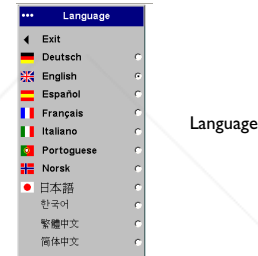 ••• Language
Exit
Deutsch
English
Español
Français
Italiano
Portoguese
Norsk
日本語
한국어
繁體中文
简体中文
Language